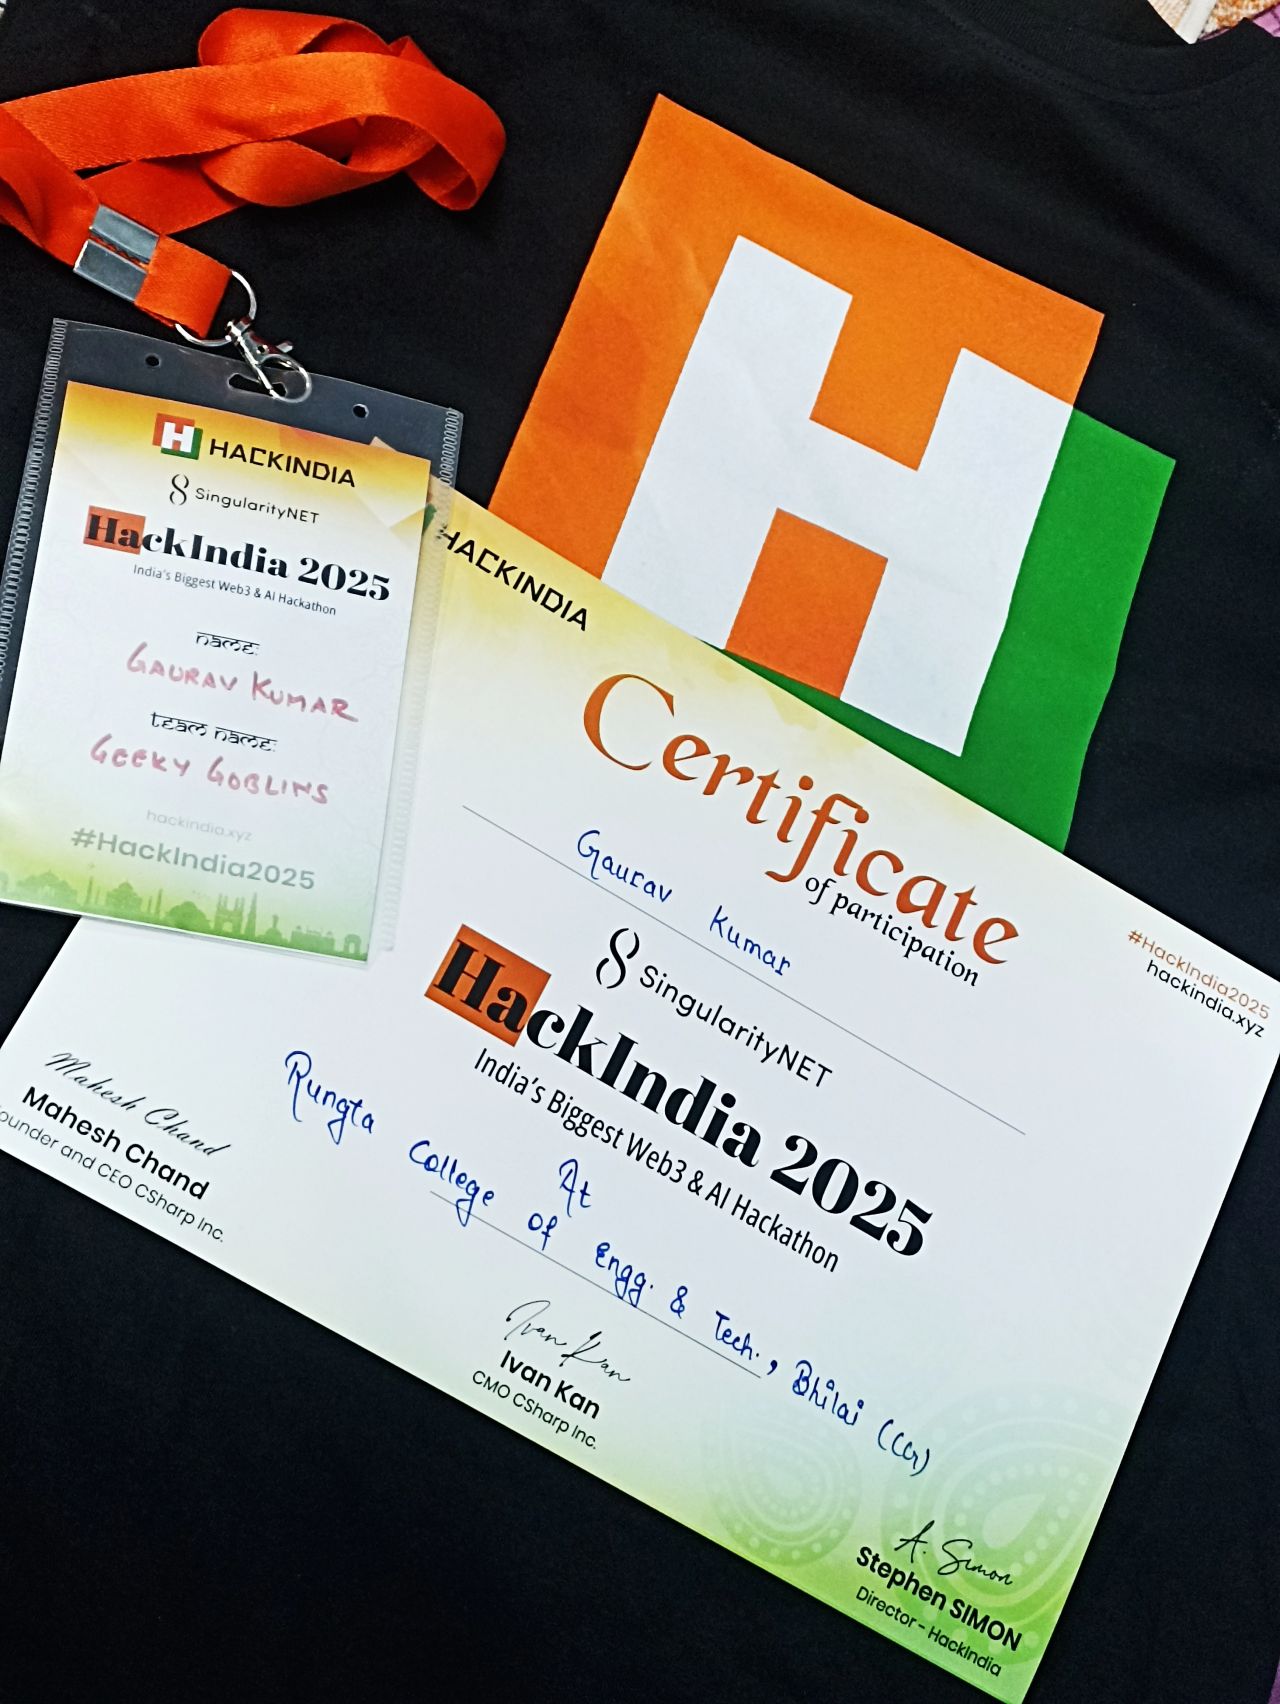 H
HACKINDIA
SingularityNET
HackIndia 2025
India's Biggest Web3 & AI Hackathon
name:
GAURAV KUMAR
team name:
GEEKY GOBLINS
hackindia.xyz
#HackIndia2025
HACKINDIA
Certificate
of participation
#HackIndia2025
hackindia.xyz
Gaurav Kumar
SingularityNET
HackIndia 2025
India's Biggest Web3 & AI Hackathon
At
Rungta College of Engg. & Tech., Bhilai (CG)
Mahesh Chand
Mahesh Chand
Founder and CEO CSharp Inc.
Ivan Kan
Ivan Kan
CMO CSharp Inc.
A. Simon
Stephen SIMON
Director - HackIndia